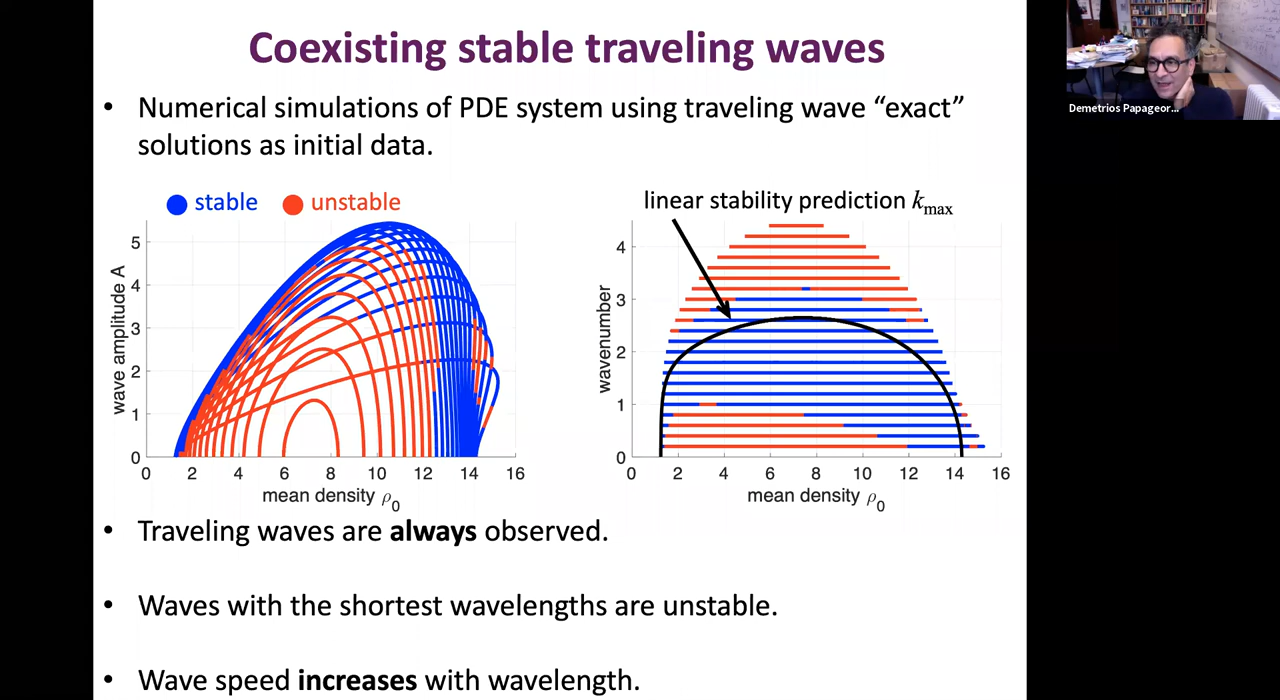 Coexisting stable traveling waves
• Numerical simulations of PDE system using traveling wave “exact”
solutions as initial data.
stable unstable
linear stability prediction kmax
wave amplitude A
5
4
3
2
1
0
0 2 4 6 8 10 12 14 16
mean density ρ0
wavenumber
4
3
2
1
0
0 2 4 6 8 10 12 14 16
mean density ρ0
• Traveling waves are always observed.
• Waves with the shortest wavelengths are unstable.
• Wave speed increases with wavelength.
Demetrios Papageor...